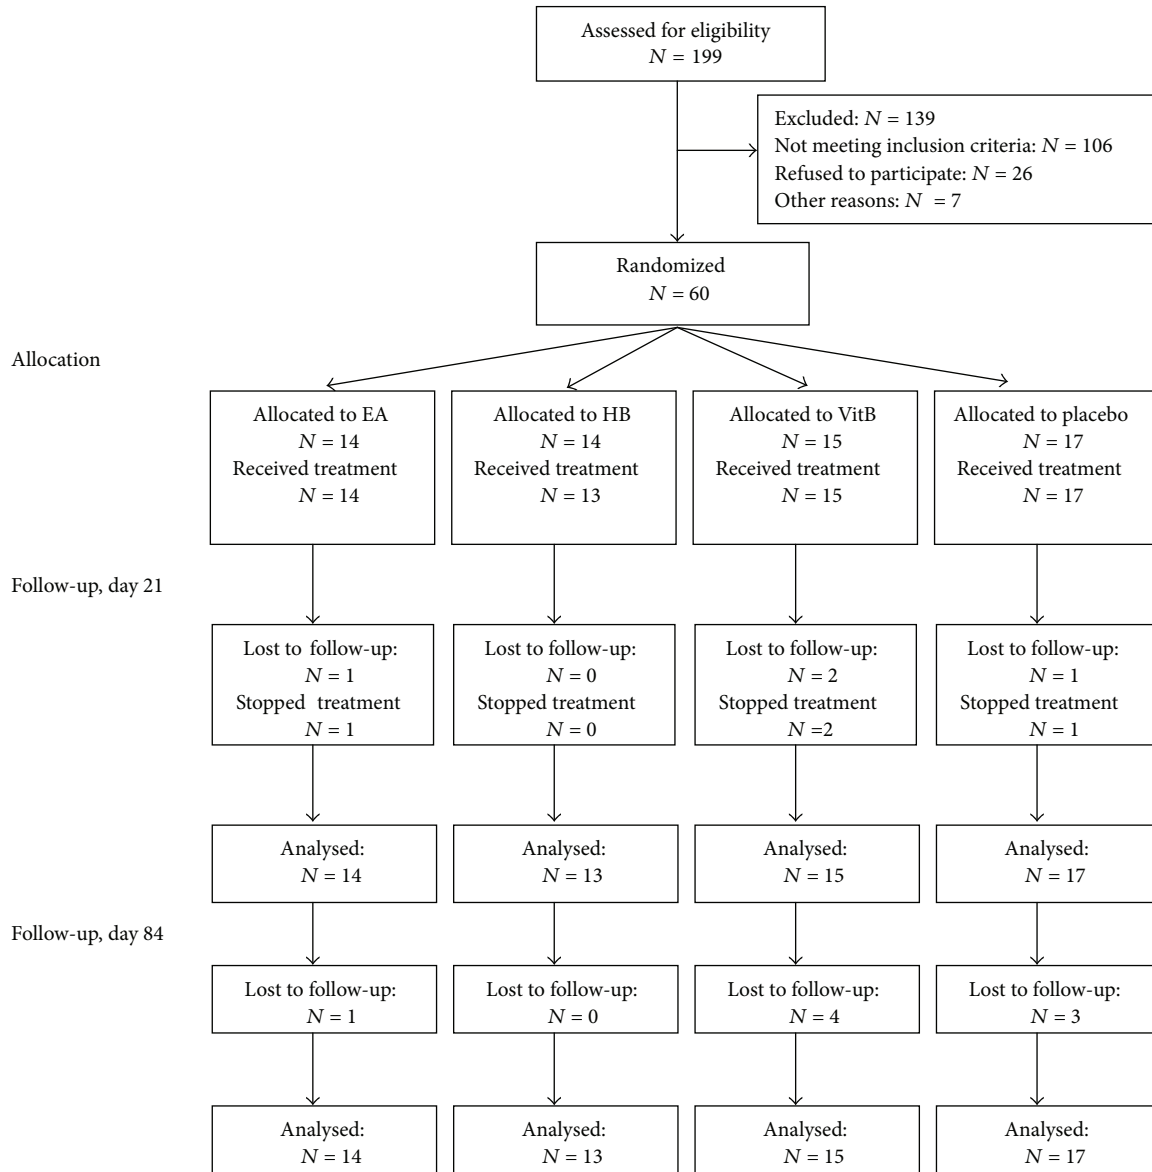 Assessed for eligibility
N = 199
Excluded: N = 139
Not meeting inclusion criteria: N = 106
Refused to participate: N = 26
Other reasons: N = 7
Randomized
N = 60
Allocation
Allocated to EA
N = 14
Received treatment
N = 14
Allocated to HB
N = 14
Received treatment
N = 13
Allocated to VitB
N = 15
Received treatment
N = 15
Allocated to placebo
N = 17
Received treatment
N = 17
Follow-up, day 21
Lost to follow-up:
N = 1
Stopped treatment
N = 1
Lost to follow-up:
N = 0
Stopped treatment
N = 0
Lost to follow-up:
N = 2
Stopped treatment
N =2
Lost to follow-up:
N = 1
Stopped treatment
N = 1
Analysed:
N = 14
Analysed:
N = 13
Analysed:
N = 15
Analysed:
N = 17
Follow-up, day 84
Lost to follow-up:
N = 1
Lost to follow-up:
N = 0
Lost to follow-up:
N = 4
Lost to follow-up:
N = 3
Analysed:
N = 14
Analysed:
N = 13
Analysed:
N = 15
Analysed:
N = 17